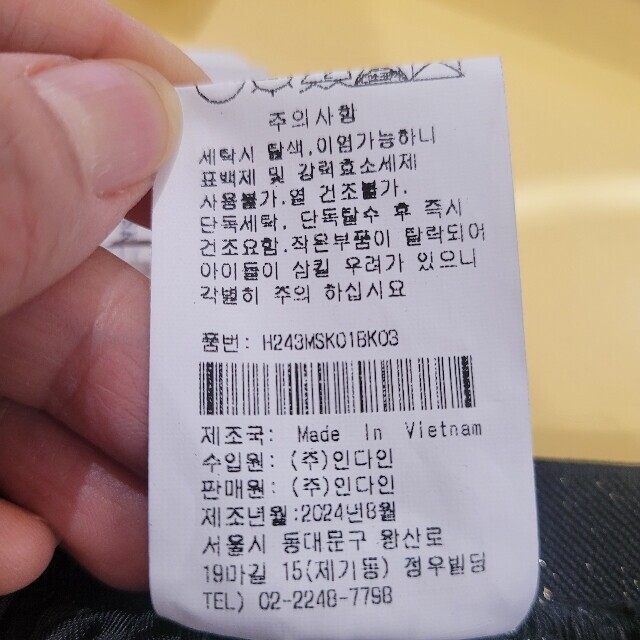 주의사항
세탁시 탈색,이염가능하니
표백제 및 강력효소세제
사용불가.열 건조불가.
단독세탁, 단독탈수 후 즉시
건조요함.작은부품이 탈락되어
아이들이 삼킬 우려가 있으니
각별히 주의 하십시요
품번: H243MSK01BK03
제조국: Made In Vietnam
수입원: (주)인다인
판매원: (주)인다인
제조년월:2024년8월
서울시 동대문구 왕산로
19마길 15(제기동) 정우빌딩
TEL) 02-2248-7798